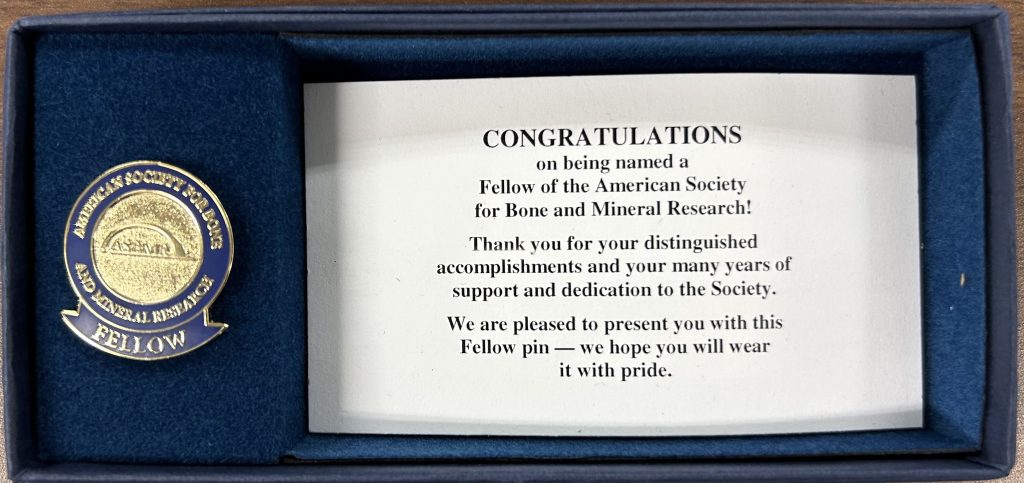 AMERICAN SOCIETY FOR BONE
ASBMR
AND MINERAL RESEARCH
FELLOW
CONGRATULATIONS
on being named a
Fellow of the American Society
for Bone and Mineral Research!
Thank you for your distinguished
accomplishments and your many years of
support and dedication to the Society.
We are pleased to present you with this
Fellow pin — we hope you will wear
it with pride.